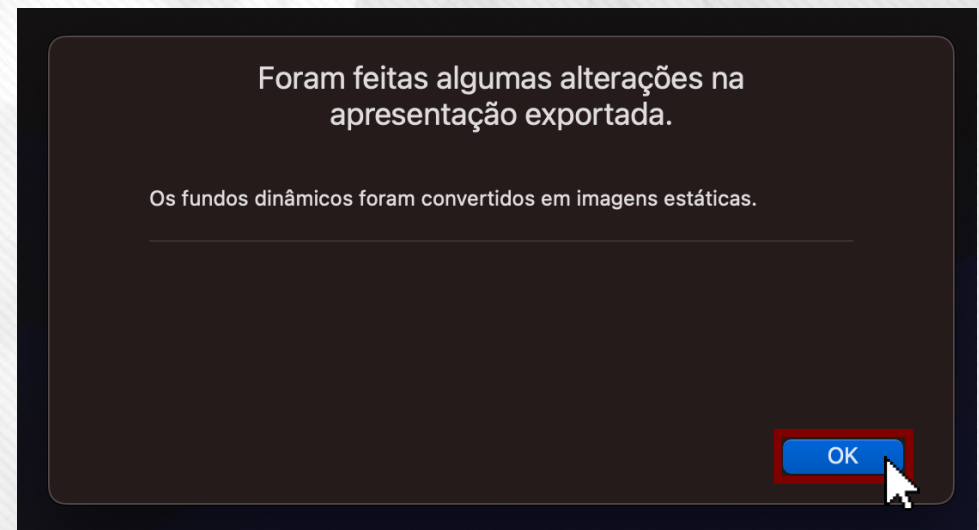 Foram feitas algumas alterações na
apresentação exportada.
Os fundos dinâmicos foram convertidos em imagens estáticas.
OK